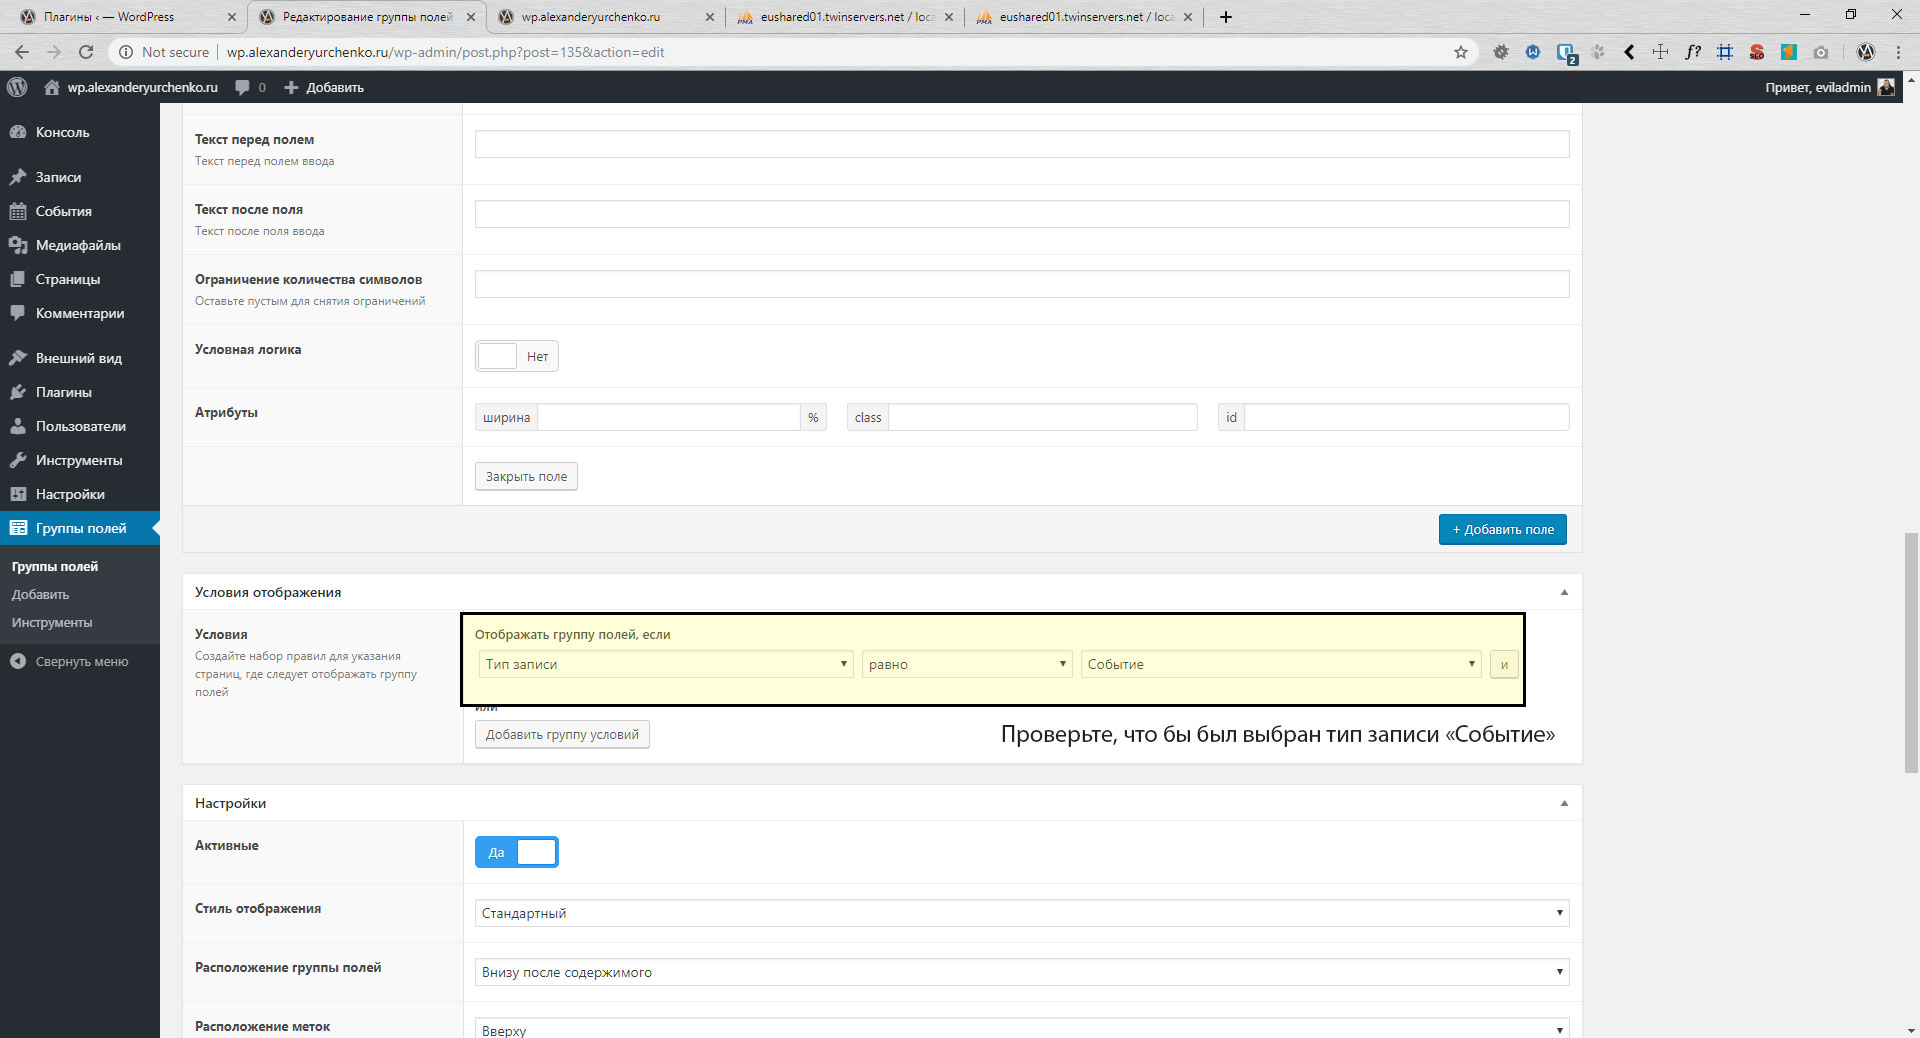 Плагины ‹ — WordPress
Редактирование группы полей
wp.alexanderyurchenko.ru
eushared01.twinservers.net / loca
eushared01.twinservers.net / loca
Not secure
wp.alexanderyurchenko.ru/wp-admin/post.php?post=135&action=edit
2
f?
SEO
wp.alexanderyurchenko.ru
0
Добавить
Привет, eviladmin
Консоль
Записи
События
Медиафайлы
Страницы
Комментарии
Внешний вид
Плагины
Пользователи
Инструменты
Настройки
Группы полей
Группы полей
Добавить
Инструменты
Свернуть меню
Текст перед полем
Текст перед полем ввода
Текст после поля
Текст после поля ввода
Ограничение количества символов
Оставьте пустым для снятия ограничений
Условная логика
Нет
Атрибуты
ширина
%
class
id
Закрыть поле
+ Добавить поле
Условия отображения
Условия
Создайте набор правил для указания
страниц, где следует отображать группу
полей
Отображать группу полей, если
Тип записи
равно
Событие
и
или
Добавить группу условий
Проверьте, что бы был выбран тип записи «Событие»
Настройки
Активные
Да
Стиль отображения
Стандартный
Расположение группы полей
Внизу после содержимого
Расположение меток
Вверху